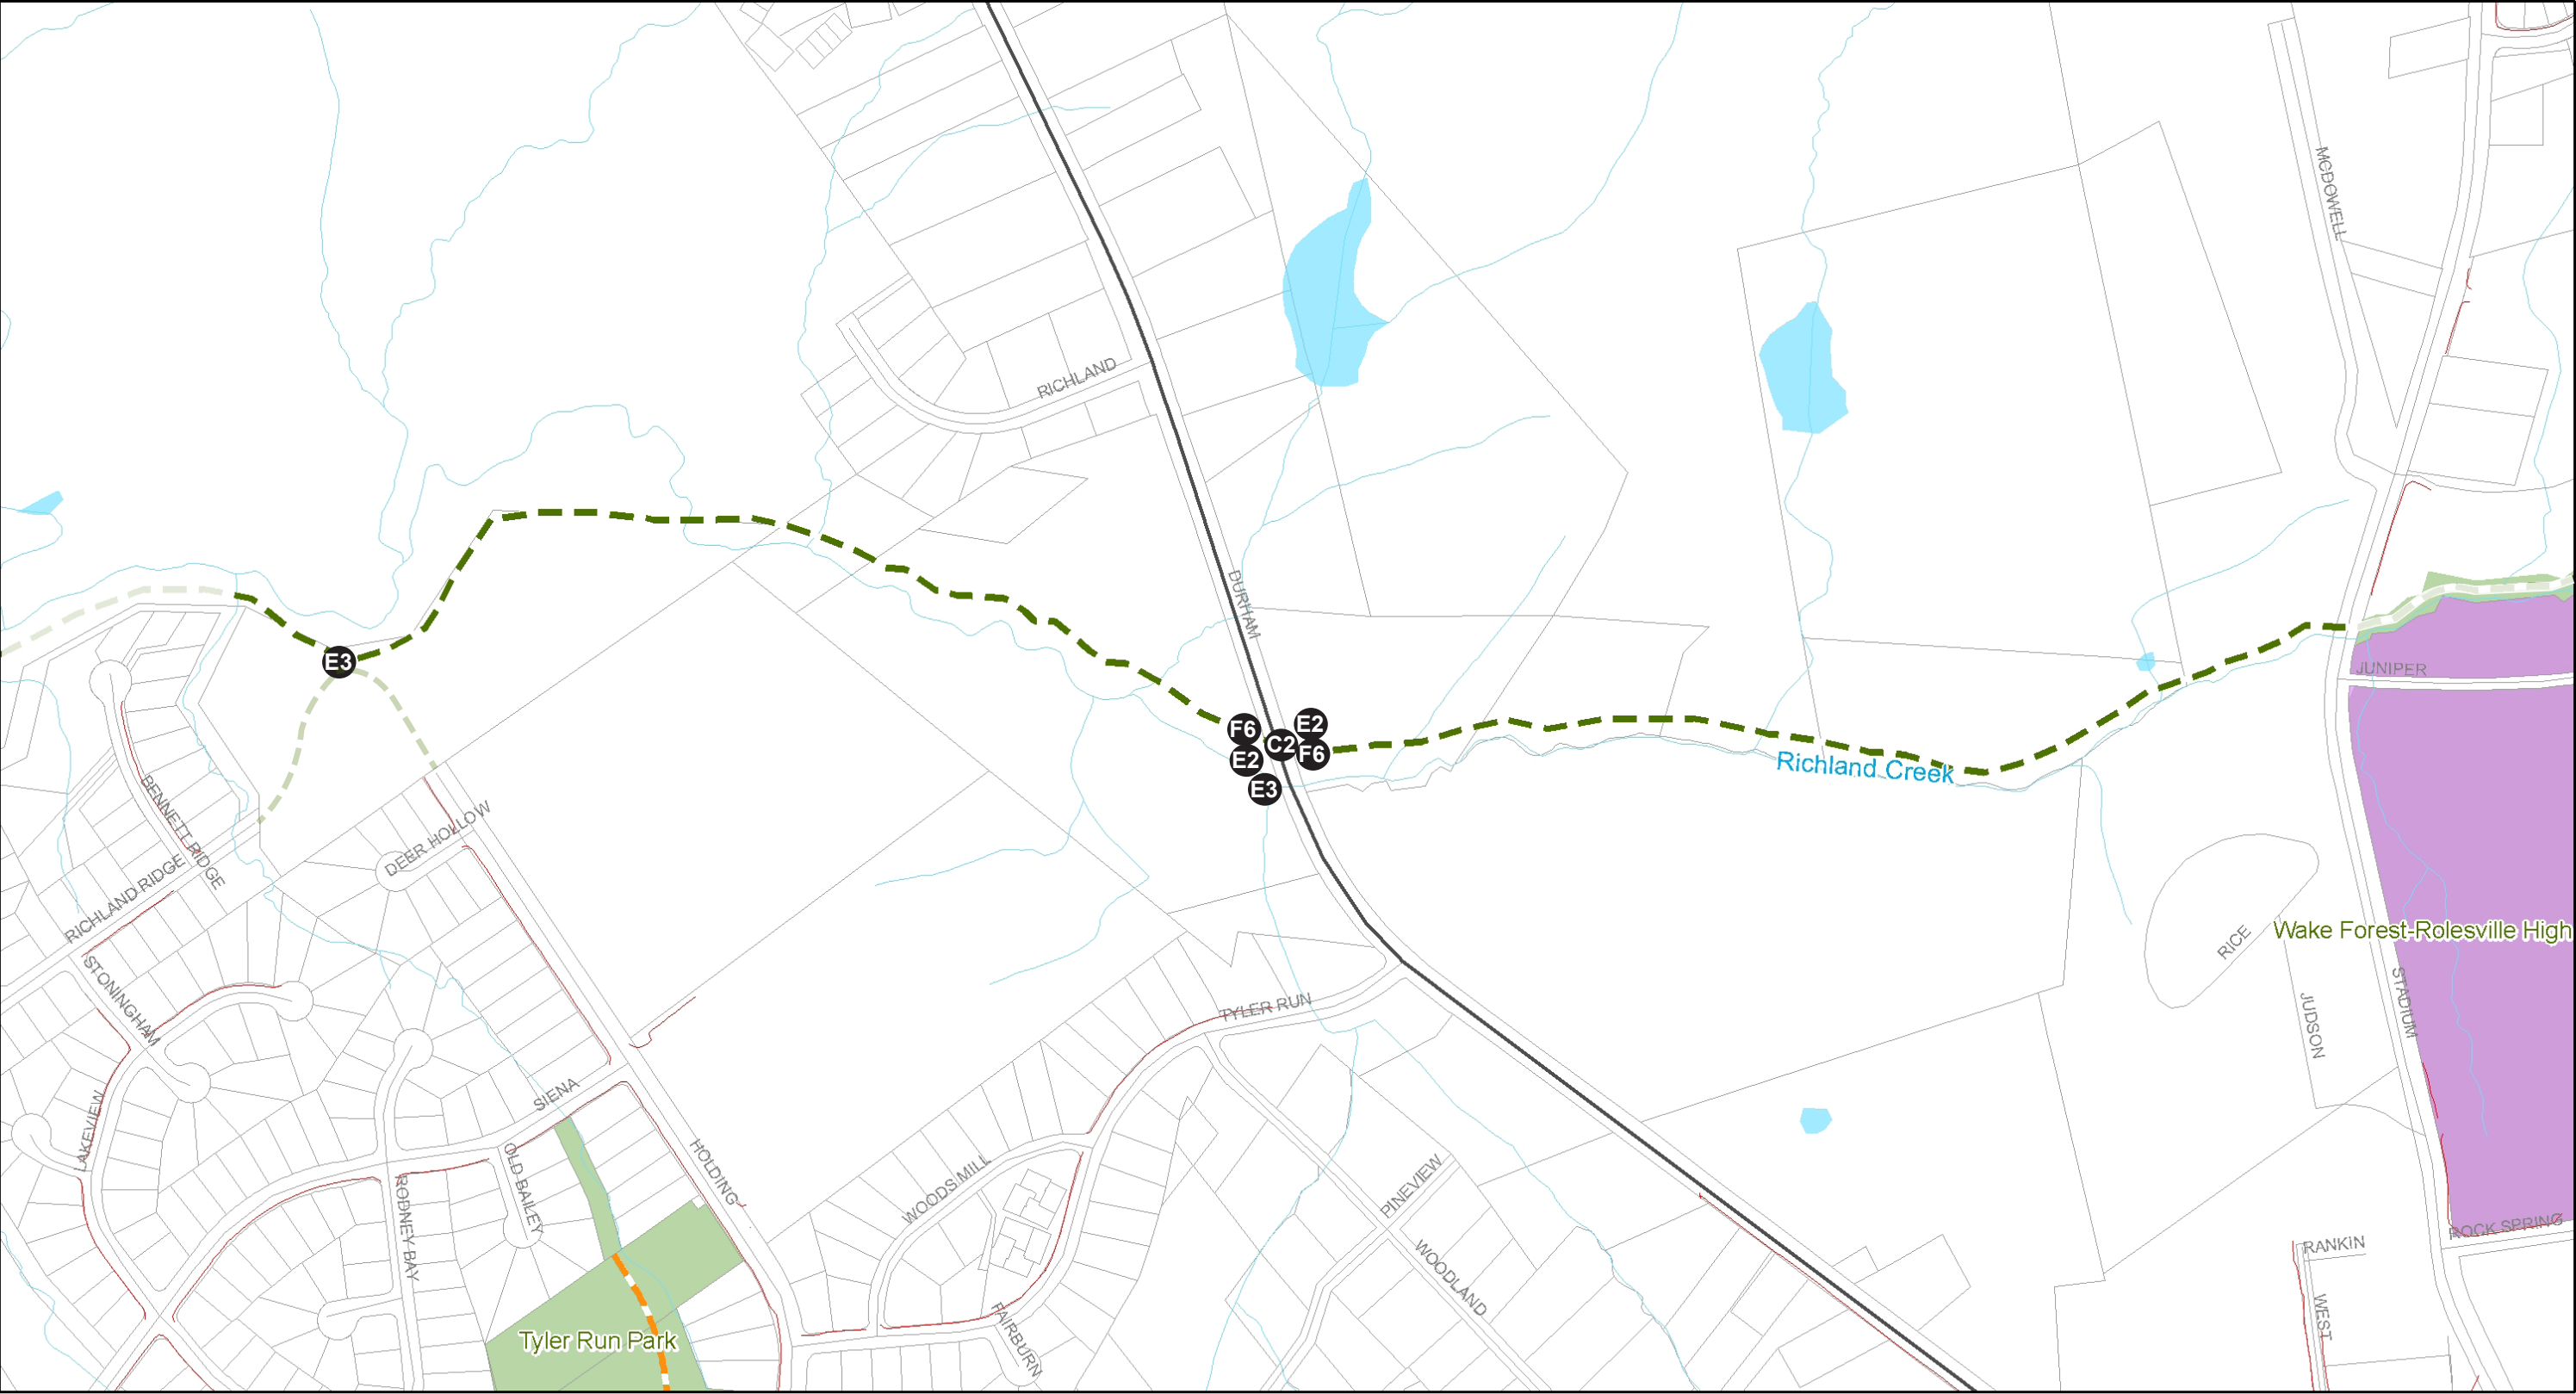 MCDOWELL
RICHLAND
DURHAM
E3
JUNIPER
F6
E2
C2
F6
E2
E3
Richland Creek
BENNETT RIDGE
DEER HOLLOW
RICHLAND RIDGE
Wake Forest-Rolesville High
RICE
STONINGHAM
STADIUM
JUDSON
TYLER RUN
SIENA
LAKEVIEW
OLD BAILEY
HOLDING
WOODS MILL
PINEVIEW
RODNEY BAY
ROCK SPRING
RANKIN
WOODLAND
WEST
FAIRBURN
Tyler Run Park